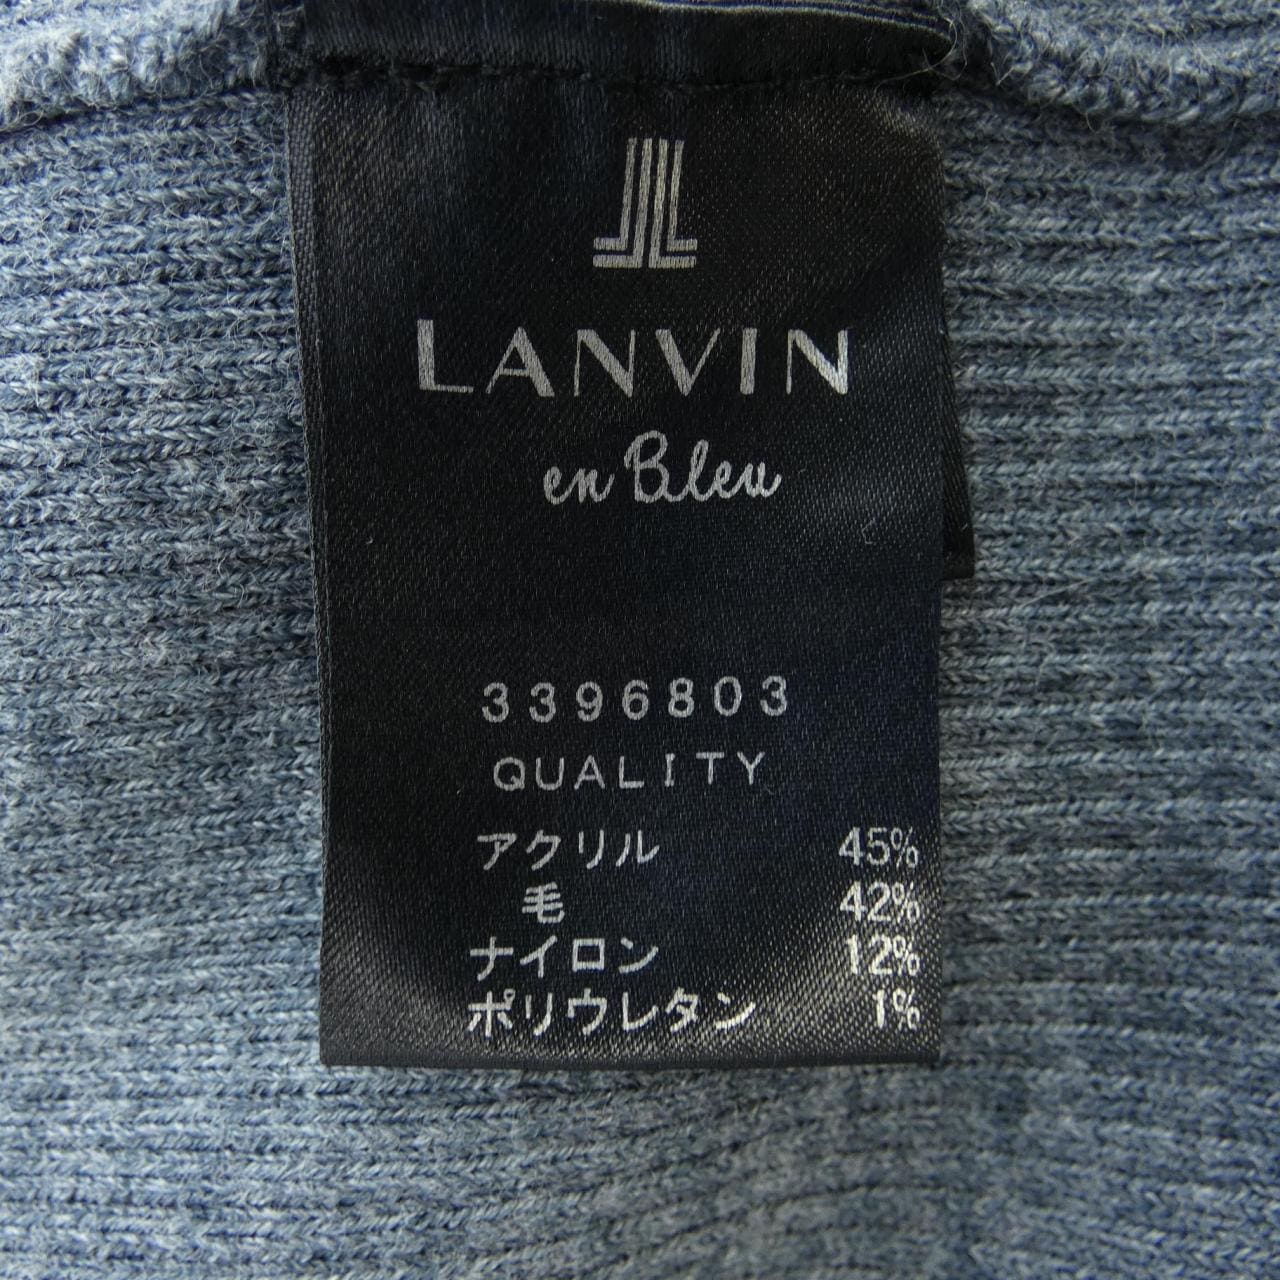 LANVIN
en Bleu
3396803
QUALITY
アクリル 45%
毛 42%
ナイロン 12%
ポリウレタン 1%